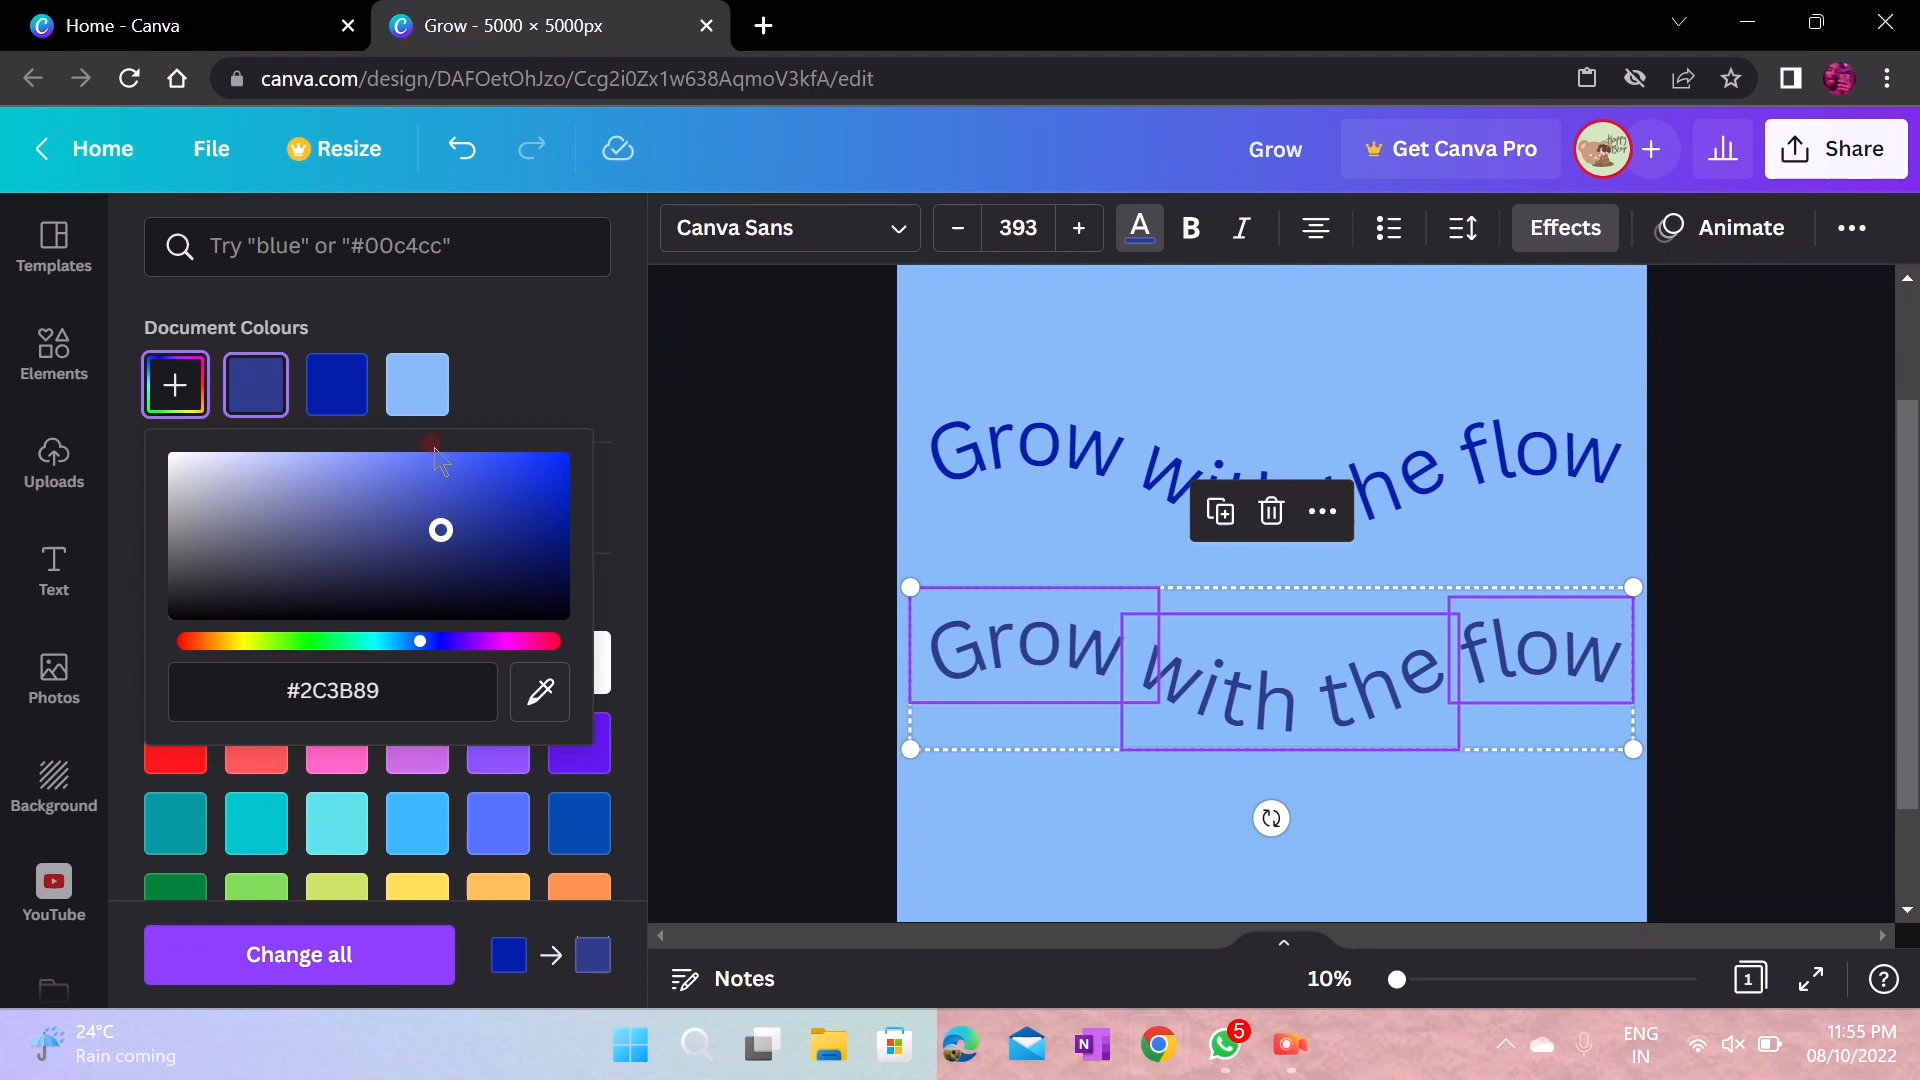 Home - Canva
Grow - 5000 × 5000px
canva.com/design/DAFOetOhJzo/Ccg2i0Zx1w638AqmoV3kfA/edit
Home
File
Resize
Grow
Get Canva Pro
Share
Templates
Elements
Uploads
Text
Photos
Background
YouTube
Try "blue" or "#00c4cc"
Document Colours
#2C3B89
Change all
Canva Sans
393
A
B
I
Effects
Animate
Grow with the flow
Grow with the flow
Notes
10%
1
24°C
Rain coming
5
ENG
IN
11:55 PM
08/10/2022